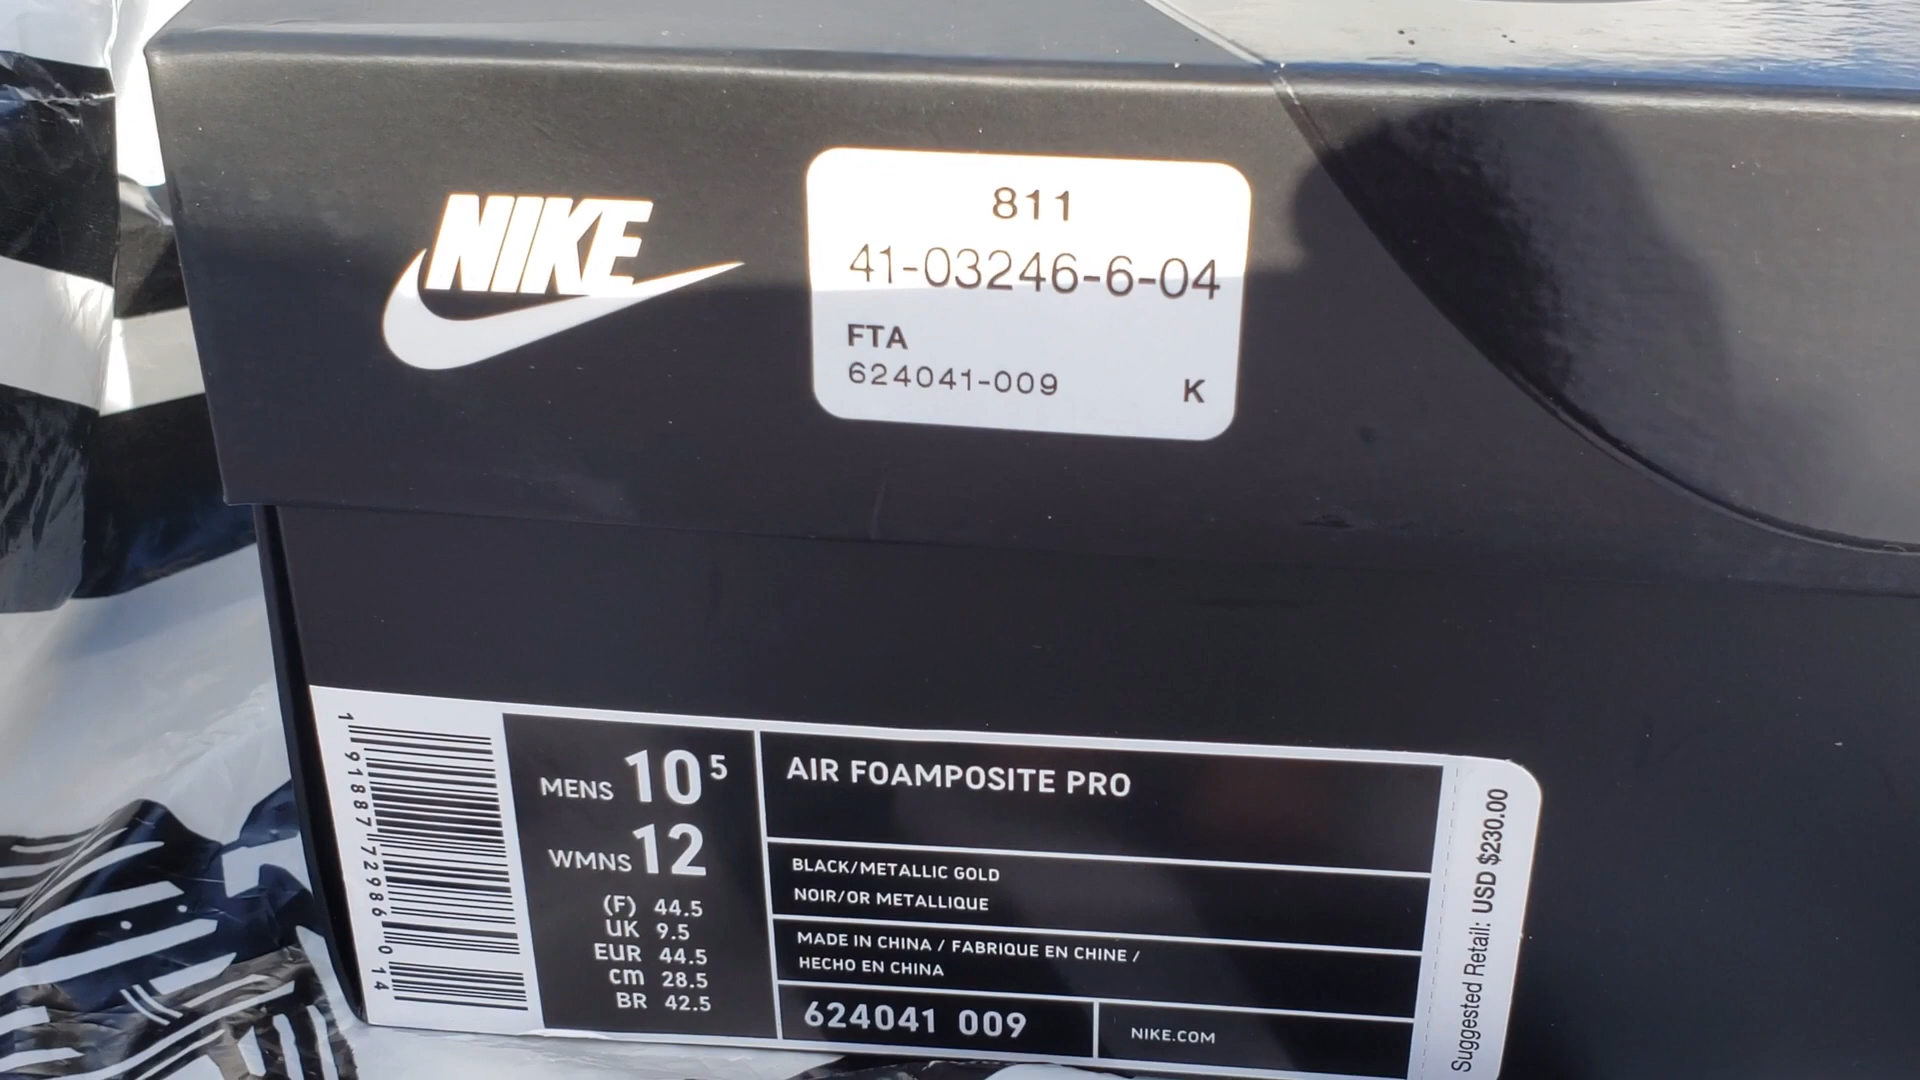 NIKE
811
41-03246-6-04
FTA
624041-009 K
1 91887 72986 0 14
MENS 10 5
WMNS 12
(F) 44.5
UK 9.5
EUR 44.5
cm 28.5
BR 42.5
AIR FOAMPOSITE PRO
BLACK/METALLIC GOLD
NOIR/OR METALLIQUE
MADE IN CHINA / FABRIQUE EN CHINE /
HECHO EN CHINA
624041 009
NIKE.COM
Suggested Retail: USD $230.00